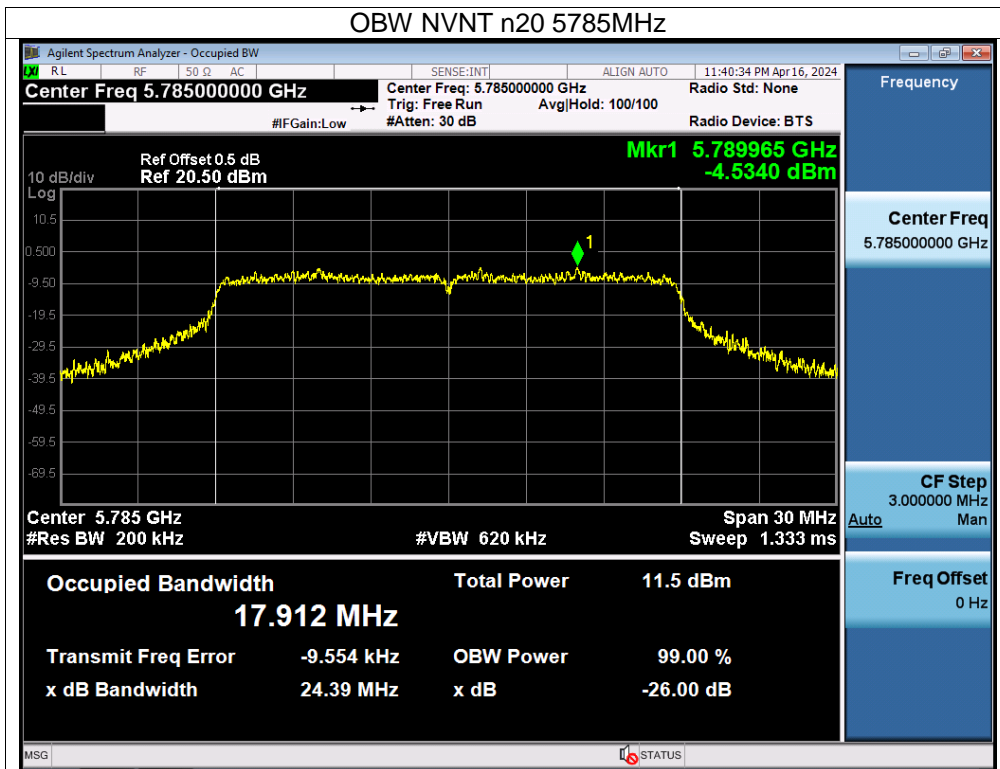 OBW NVNT n20 5785MHz
Agilent Spectrum Analyzer - Occupied BW
LXI RL RF 50 Ω AC SENSE:INT ALIGN AUTO 11:40:34 PM Apr 16, 2024
Center Freq 5.785000000 GHz
Center Freq: 5.785000000 GHz
Radio Std: None
Trig: Free Run Avg|Hold: 100/100
#IFGain:Low
#Atten: 30 dB
Radio Device: BTS
Frequency
Mkr1 5.789965 GHz
-4.5340 dBm
Ref Offset 0.5 dB
10 dB/div Ref 20.50 dBm
Log
10.5
0.500
-9.50
-19.5
-29.5
-39.5
-49.5
-59.5
-69.5
1
Center 5.785 GHz Span 30 MHz
#Res BW 200 kHz #VBW 620 kHz Sweep 1.333 ms
Center Freq
5.785000000 GHz
CF Step
3.000000 MHz
Auto Man
Freq Offset
0 Hz
Occupied Bandwidth Total Power 11.5 dBm
17.912 MHz
Transmit Freq Error -9.554 kHz OBW Power 99.00 %
x dB Bandwidth 24.39 MHz x dB -26.00 dB
MSG STATUS